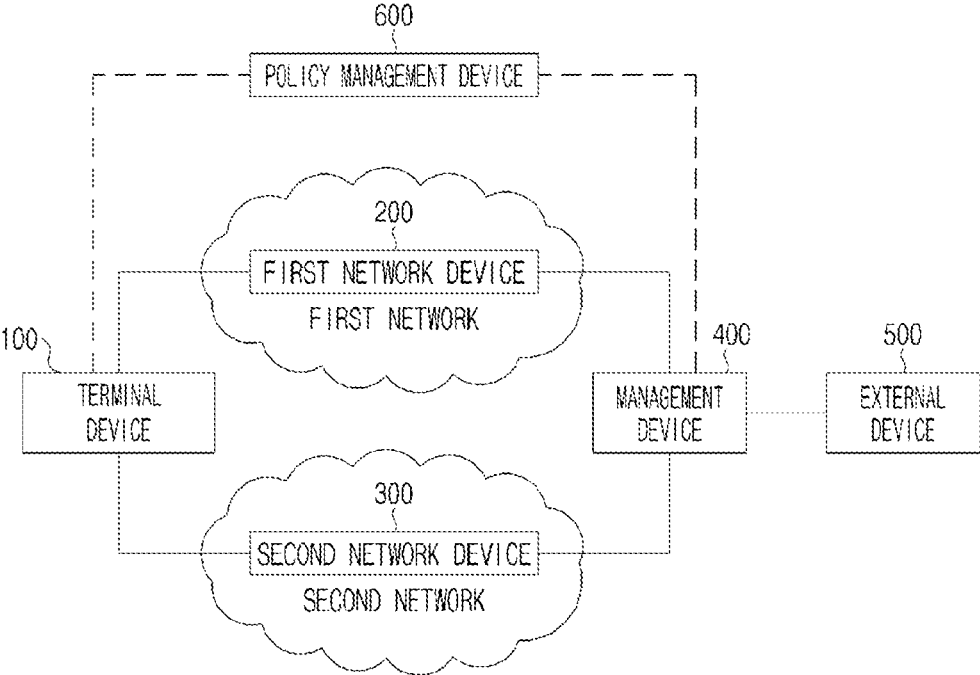 600
POLICY MANAGEMENT DEVICE
200
FIRST NETWORK DEVICE
FIRST NETWORK
100
TERMINAL
DEVICE
400
MANAGEMENT
DEVICE
500
EXTERNAL
DEVICE
300
SECOND NETWORK DEVICE
SECOND NETWORK